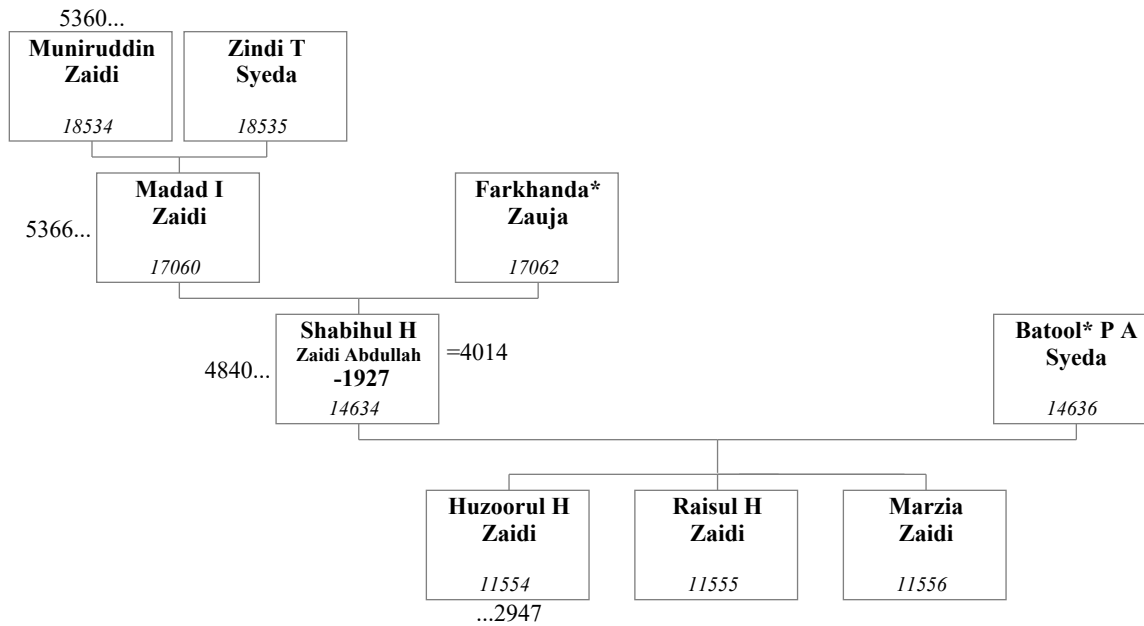 5360...
Muniruddin
Zaidi
18534
Zindi T
Syeda
18535
5366...
Madad I
Zaidi
17060
Farkhanda*
Zauja
17062
4840...
Shabihul H
Zaidi Abdullah
-1927
14634
=4014
Batool* P A
Syeda
14636
Huzoorul H
Zaidi
11554
...2947
Raisul H
Zaidi
11555
Marzia
Zaidi
11556